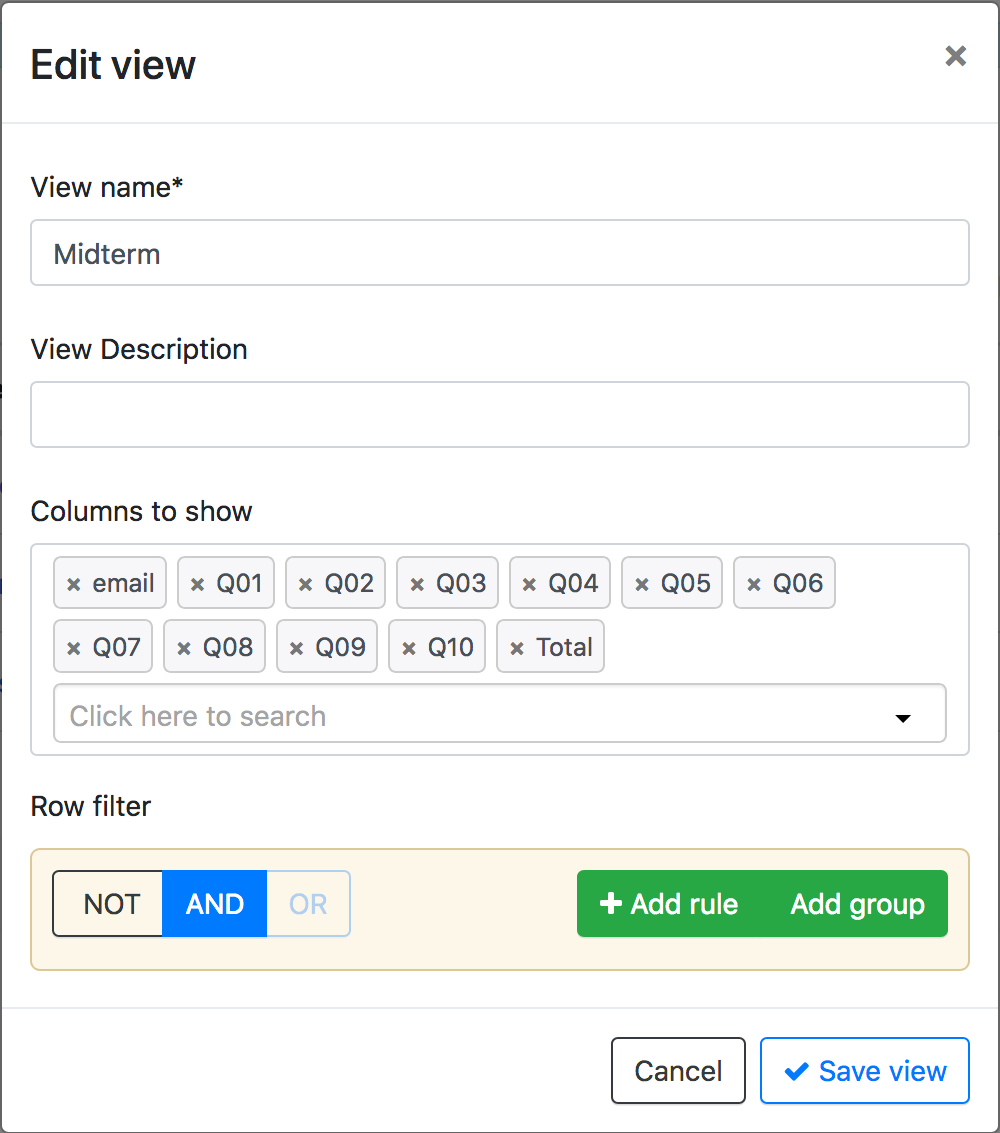 Edit view ×
View name*
Midterm
View Description
Columns to show
× email × Q01 × Q02 × Q03 × Q04 × Q05 × Q06
× Q07 × Q08 × Q09 × Q10 × Total
Click here to search
Row filter
NOT AND OR + Add rule Add group
Cancel ✔ Save view